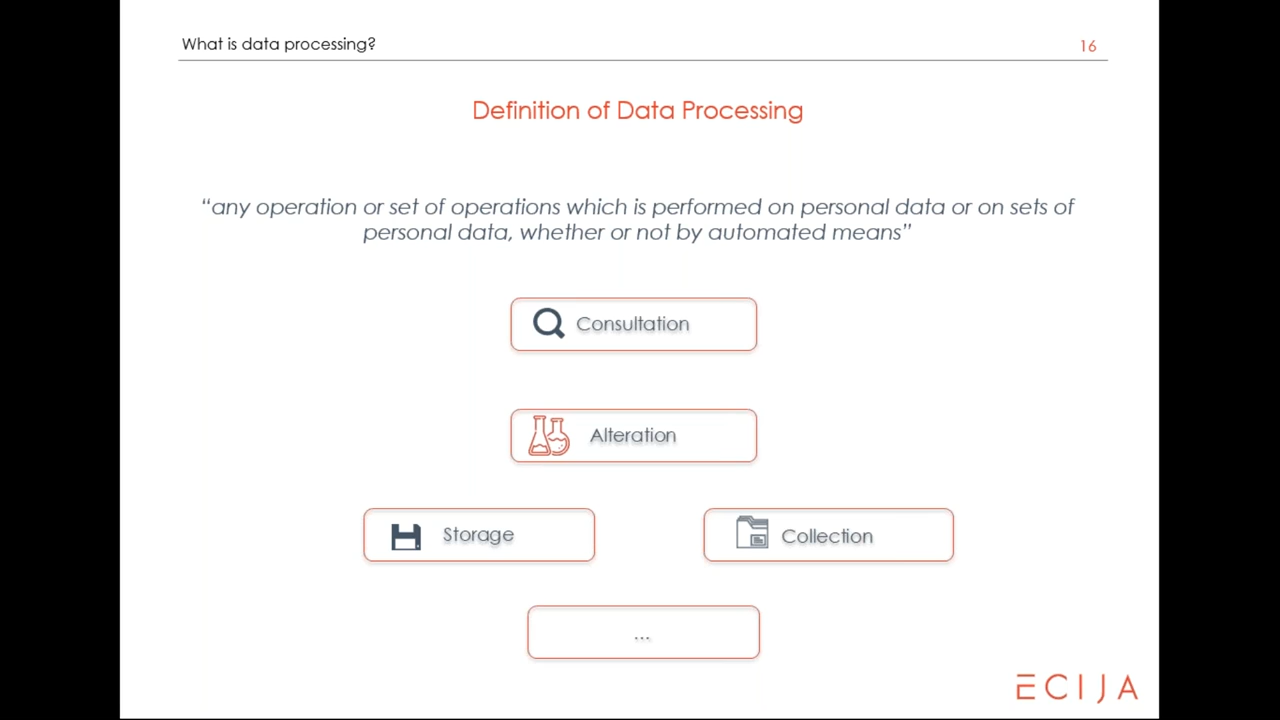 What is data processing?
16
Definition of Data Processing
“any operation or set of operations which is performed on personal data or on sets of
personal data, whether or not by automated means”
Consultation
Alteration
Storage
Collection
...
ECIJA